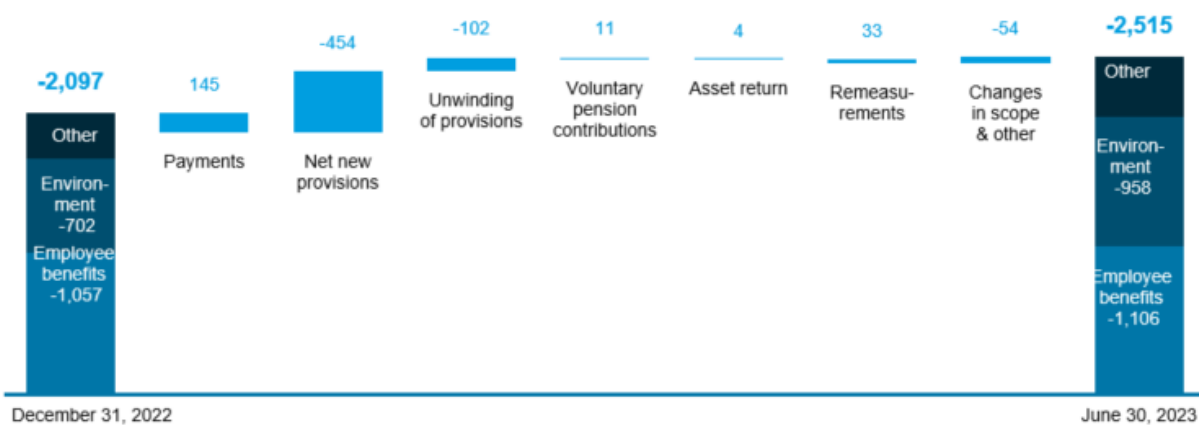 -2,097
Other
Environ-
ment
-702
Employee
benefits
-1,057
145
Payments
-454
Net new
provisions
-102
Unwinding
of provisions
11
Voluntary
pension
contributions
4
Asset return
33
Remeasu-
rements
-54
Changes
in scope
& other
-2,515
Other
Environ-
ment
-958
Employee
benefits
-1,106
December 31, 2022
June 30, 2023